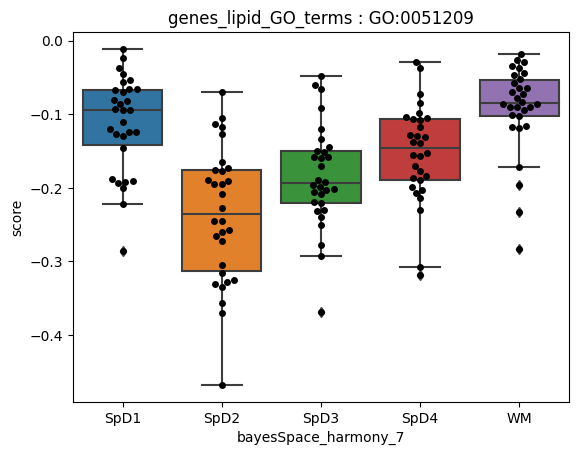 genes_lipid_GO_terms : GO:0051209
0.0
−0.1
−0.2
−0.3
−0.4
score
SpD1 SpD2 SpD3 SpD4 WM
bayesSpace_harmony_7